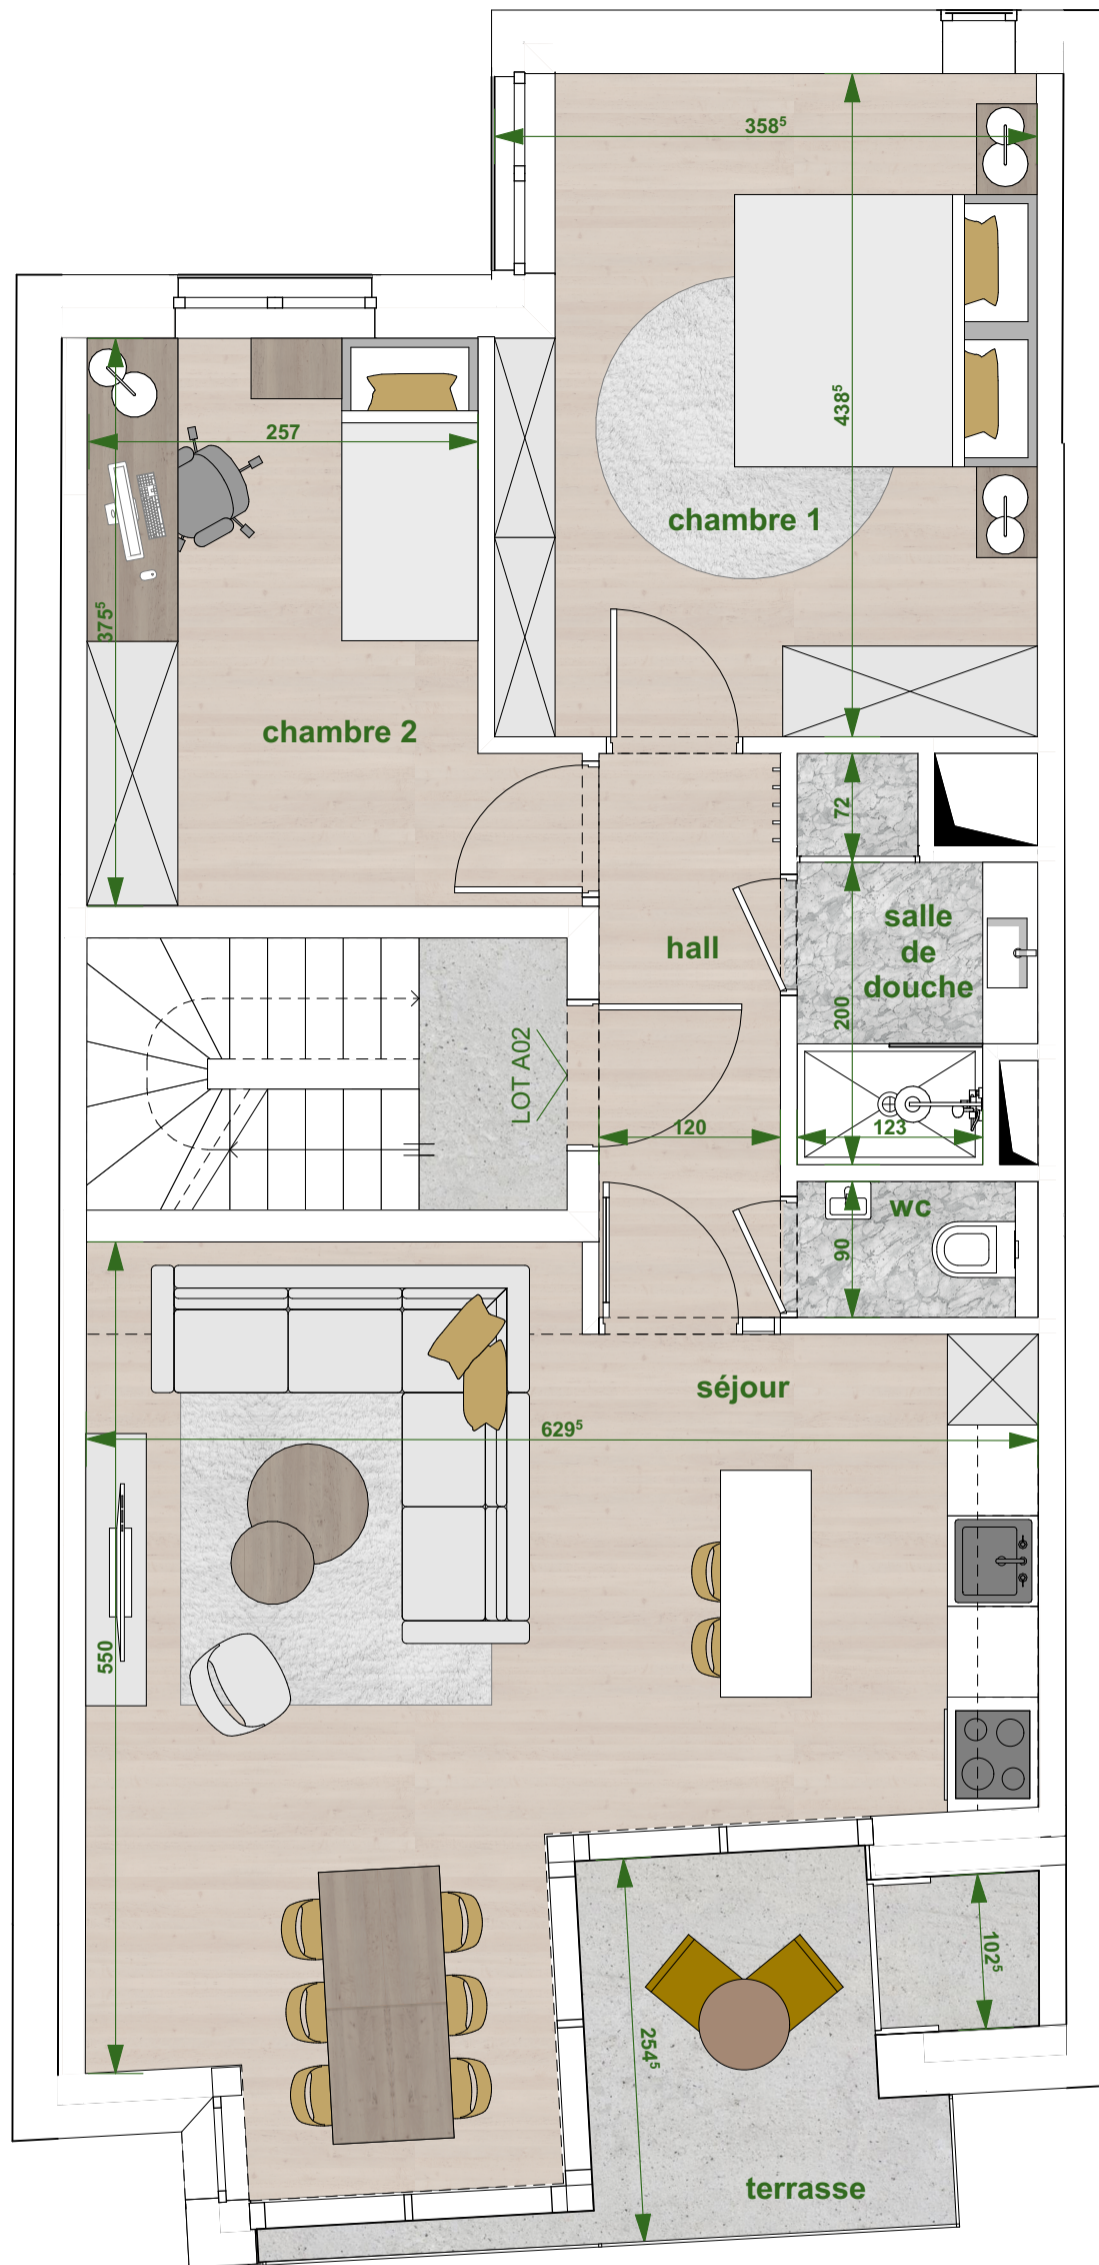 358⁵
438⁵
chambre 1
257
375⁵
chambre 2
72
salle
de
douche
hall
200
LOT A02
120
123
wc
90
séjour
629⁵
550
102⁵
254⁵
terrasse